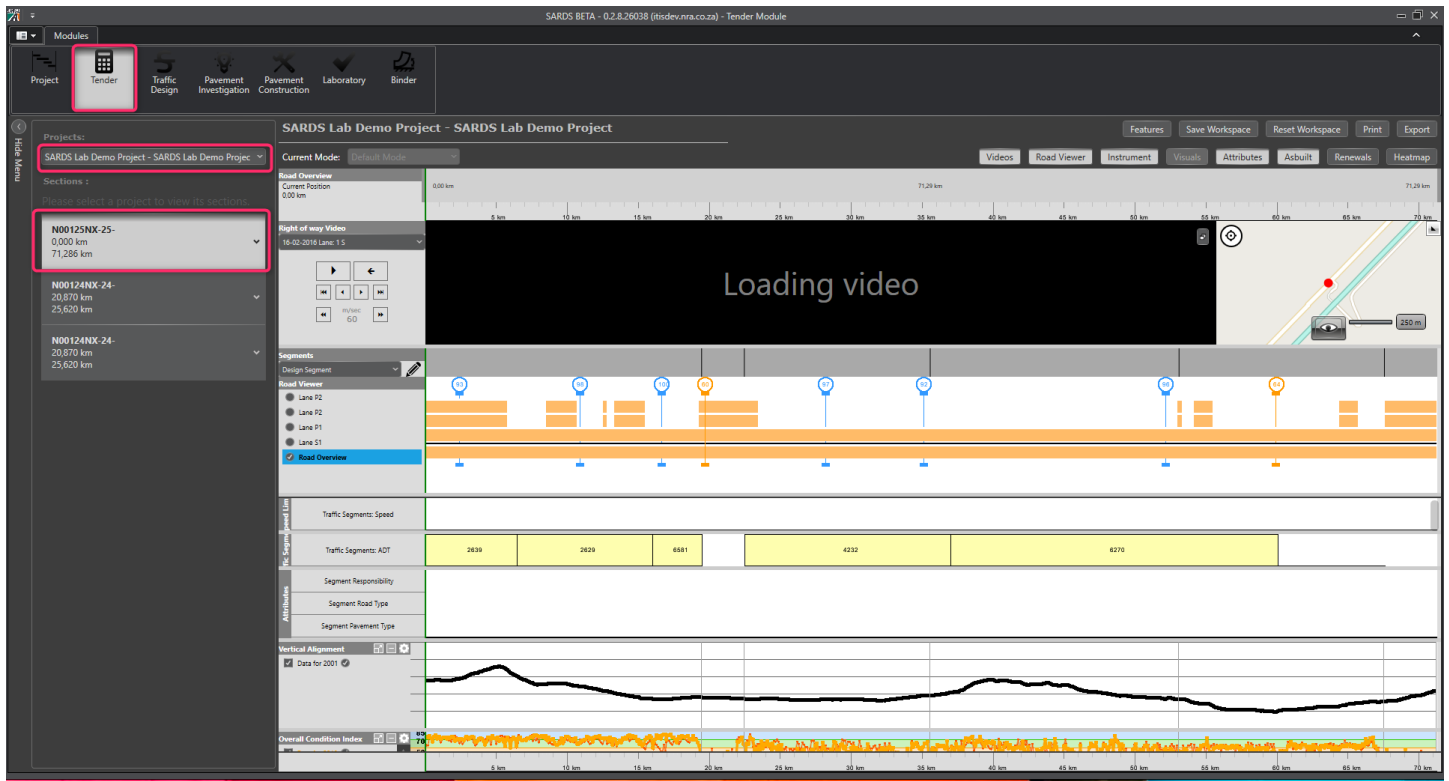 SARDS BETA - 0.2.8.26038 (itisdev.nra.co.za) - Tender Module
Modules
Project
Tender
Traffic Design
Pavement Investigation
Pavement Construction
Laboratory
Binder
Hide Menu
Projects:
SARDS Lab Demo Project - SARDS Lab Demo Projec
Sections :
Please select a project to view its sections.
N00125NX-25-
0,000 km
71,286 km
N00124NX-24-
20,870 km
25,620 km
N00124NX-24-
20,870 km
25,620 km
SARDS Lab Demo Project - SARDS Lab Demo Project
Features Save Workspace Reset Workspace Print Export
Current Mode: Default Mode
Videos Road Viewer Instrument Visuals Attributes Asbuilt Renewals Heatmap
Road Overview
Current Position
0,00 km
0,00 km 71,29 km 71,29 km
5 km 10 km 15 km 20 km 25 km 30 km 35 km 40 km 45 km 50 km 55 km 60 km 65 km 70 km
Right of way Video
16-02-2016 Lane: 1 S
m/sec
60
Loading video
250 m
Segments
Design Segment
Road Viewer
93 98 100 60 97 92 96 64
Lane P2
Lane P2
Lane P1
Lane S1
Road Overview
Traffic Segments: Speed
Traffic Segments: ADT
2639 2629 6581 4232 6270
Attributes
Segment Responsibility
Segment Road Type
Segment Pavement Type
Vertical Alignment
Data for 2001
Overall Condition Index
85
70
5 km 10 km 15 km 20 km 25 km 30 km 35 km 40 km 45 km 50 km 55 km 60 km 65 km 70 km